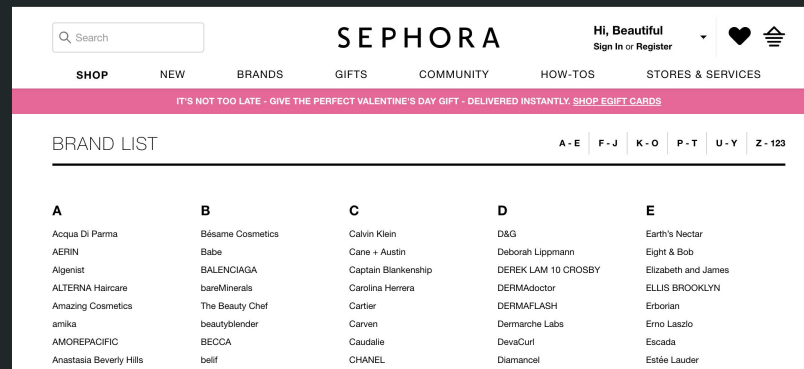 Search
SEPHORA
Hi, Beautiful
Sign In or Register
SHOP NEW BRANDS GIFTS COMMUNITY HOW-TOS STORES & SERVICES
IT'S NOT TOO LATE - GIVE THE PERFECT VALENTINE'S DAY GIFT - DELIVERED INSTANTLY. SHOP EGIFT CARDS
BRAND LIST
A - E F - J K - O P - T U - Y Z - 123
A
Acqua Di Parma
AERIN
Algenist
ALTERNA Haircare
Amazing Cosmetics
amika
AMOREPACIFIC
Anastasia Beverly Hills
B
Bésame Cosmetics
Babe
BALENCIAGA
bareMinerals
The Beauty Chef
beautyblender
BECCA
belif
C
Calvin Klein
Cane + Austin
Captain Blankenship
Carolina Herrera
Cartier
Carven
Caudalie
CHANEL
D
D&G
Deborah Lippmann
DEREK LAM 10 CROSBY
DERMAdoctor
DERMAFLASH
Dermarche Labs
DevaCurl
Diamancel
E
Earth's Nectar
Eight & Bob
Elizabeth and James
ELLIS BROOKLYN
Erborian
Erno Laszlo
Escada
Estée Lauder